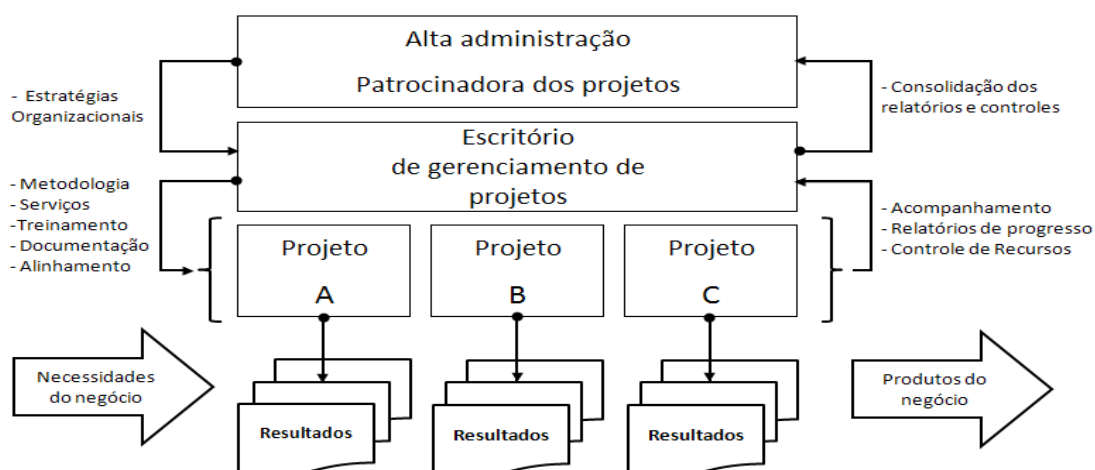 Alta administração
Patrocinadora dos projetos
- Estratégias
Organizacionais
- Consolidação dos
relatórios e controles
Escritório
de gerenciamento de
projetos
- Metodologia
- Serviços
-Treinamento
- Documentação
- Alinhamento
- Acompanhamento
- Relatórios de progresso
- Controle de Recursos
Projeto
A
Projeto
B
Projeto
C
Necessidades
do negócio
Resultados
Resultados
Resultados
Produtos do
negócio